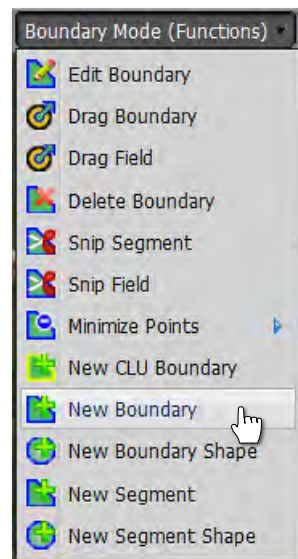 Boundary Mode (Functions)
Edit Boundary
Drag Boundary
Drag Field
Delete Boundary
Snip Segment
Snip Field
Minimize Points
New CLU Boundary
New Boundary
New Boundary Shape
New Segment
New Segment Shape